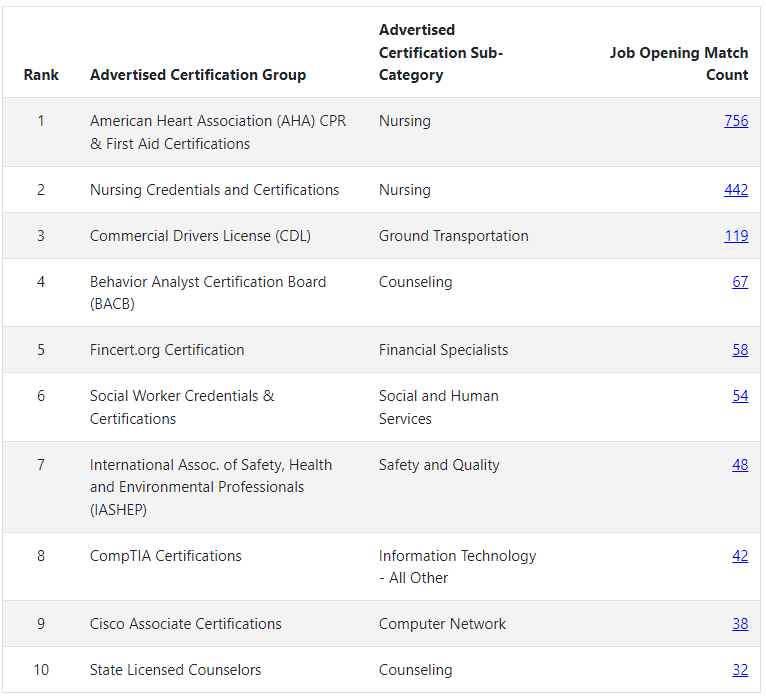 Rank Advertised Certification Group Advertised Certification Sub-Category Job Opening Match Count
1 American Heart Association (AHA) CPR & First Aid Certifications Nursing 756
2 Nursing Credentials and Certifications Nursing 442
3 Commercial Drivers License (CDL) Ground Transportation 119
4 Behavior Analyst Certification Board (BACB) Counseling 67
5 Fincert.org Certification Financial Specialists 58
6 Social Worker Credentials & Certifications Social and Human Services 54
7 International Assoc. of Safety, Health and Environmental Professionals (IASHEP) Safety and Quality 48
8 CompTIA Certifications Information Technology - All Other 42
9 Cisco Associate Certifications Computer Network 38
10 State Licensed Counselors Counseling 32